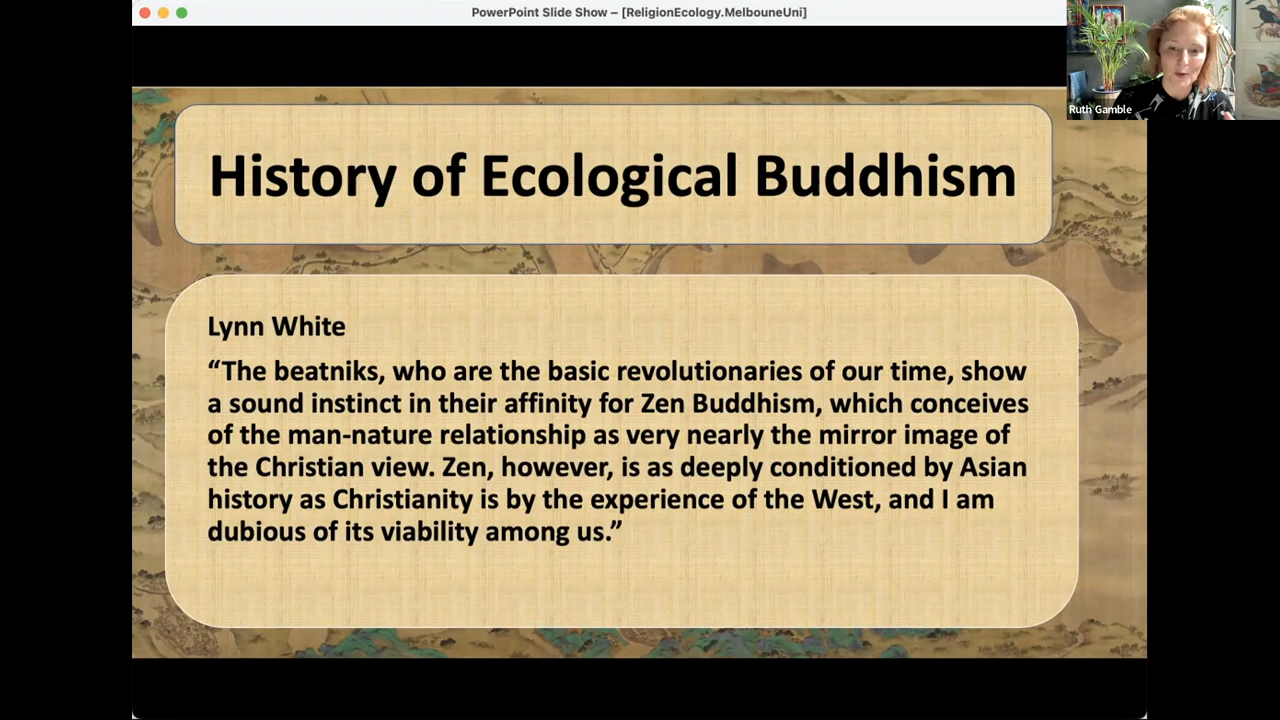 PowerPoint Slide Show – [ReligionEcology.MelbouneUni]
Ruth Gamble
History of Ecological Buddhism
Lynn White
“The beatniks, who are the basic revolutionaries of our time, show
a sound instinct in their affinity for Zen Buddhism, which conceives
of the man-nature relationship as very nearly the mirror image of
the Christian view. Zen, however, is as deeply conditioned by Asian
history as Christianity is by the experience of the West, and I am
dubious of its viability among us.”